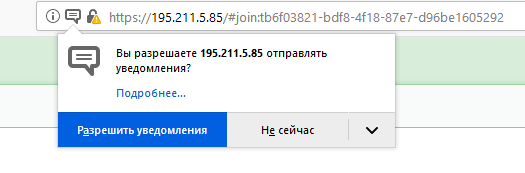 https://195.211.5.85/#join:tb6f03821-bdf8-4f18-87e7-d96be1605292
Вы разрешаете 195.211.5.85 отправлять
уведомления?
Подробнее...
Разрешить уведомления
Не сейчас